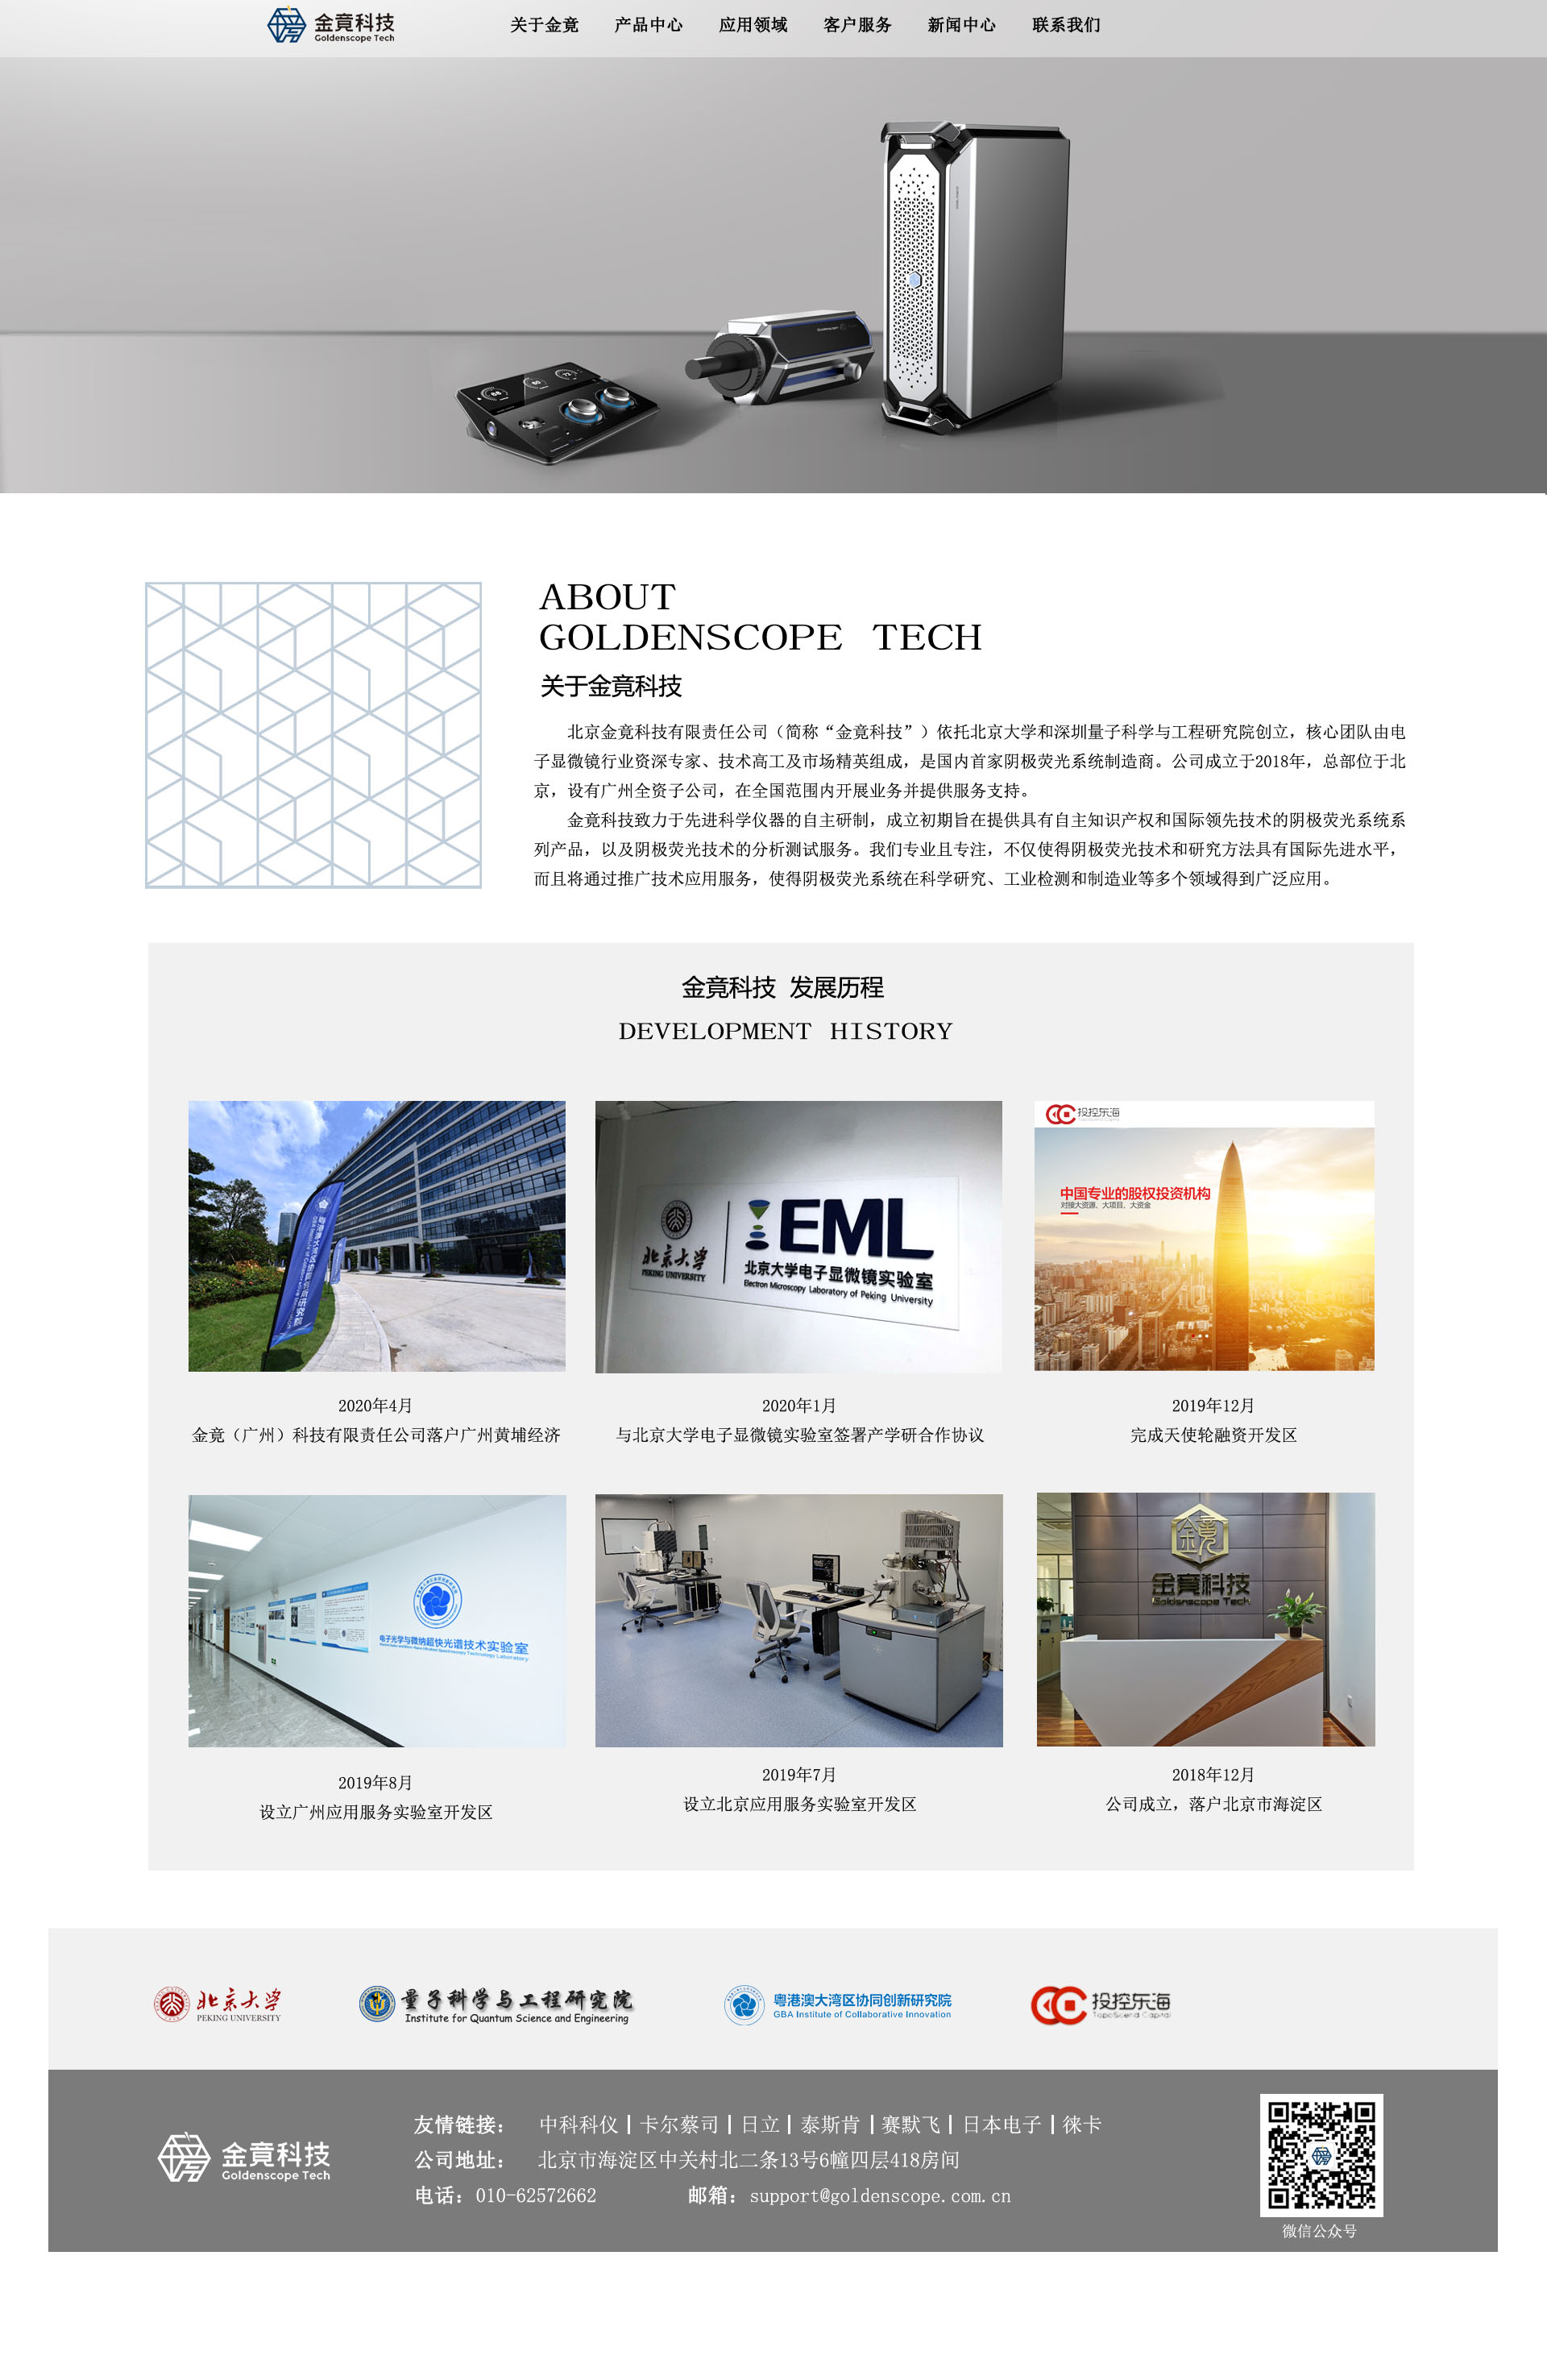 金竟科技
Goldenscope Tech
关于金竟 产品中心 应用领域 客户服务 新闻中心 联系我们
ABOUT
GOLDENSCOPE TECH
关于金竟科技
北京金竟科技有限责任公司（简称“金竟科技”）依托北京大学和深圳量子科学与工程研究院创立，核心团队由电
子显微镜行业资深专家、技术高工及市场精英组成，是国内首家阴极荧光系统制造商。公司成立于2018年，总部位于北
京，设有广州全资子公司，在全国范围内开展业务并提供服务支持。
金竟科技致力于先进科学仪器的自主研制，成立初期旨在提供具有自主知识产权和国际领先技术的阴极荧光系统系
列产品，以及阴极荧光技术的分析测试服务。我们专业且专注，不仅使得阴极荧光技术和研究方法具有国际先进水平，
而且将通过推广技术应用服务，使得阴极荧光系统在科学研究、工业检测和制造业等多个领域得到广泛应用。
金竟科技 发展历程
DEVELOPMENT HISTORY
北京大学
PEKING UNIVERSITY
EML
北京大学电子显微镜实验室
Electron Microscopy Laboratory of Peking University
投控东海
中国专业的股权投资机构
对接大资源、大项目、大资金
2020年4月
金竟（广州）科技有限责任公司落户广州黄埔经济
2020年1月
与北京大学电子显微镜实验室签署产学研合作协议
2019年12月
完成天使轮融资开发区
电子光学与微纳超快光谱技术实验室
金竟科技
Goldenscope Tech
2019年8月
设立广州应用服务实验室开发区
2019年7月
设立北京应用服务实验室开发区
2018年12月
公司成立，落户北京市海淀区
北京大学
PEKING UNIVERSITY
量子科学与工程研究院
Institute for Quantum Science and Engineering
粤港澳大湾区协同创新研究院
GBA Institute of Collaborative Innovation
投控东海
金竟科技
Goldenscope Tech
友情链接： 中科科仪|卡尔蔡司|日立|泰斯肯|赛默飞|日本电子|徕卡
公司地址： 北京市海淀区中关村北二条13号6幢四层418房间
电话：010-62572662 邮箱：support@goldenscope.com.cn
微信公众号